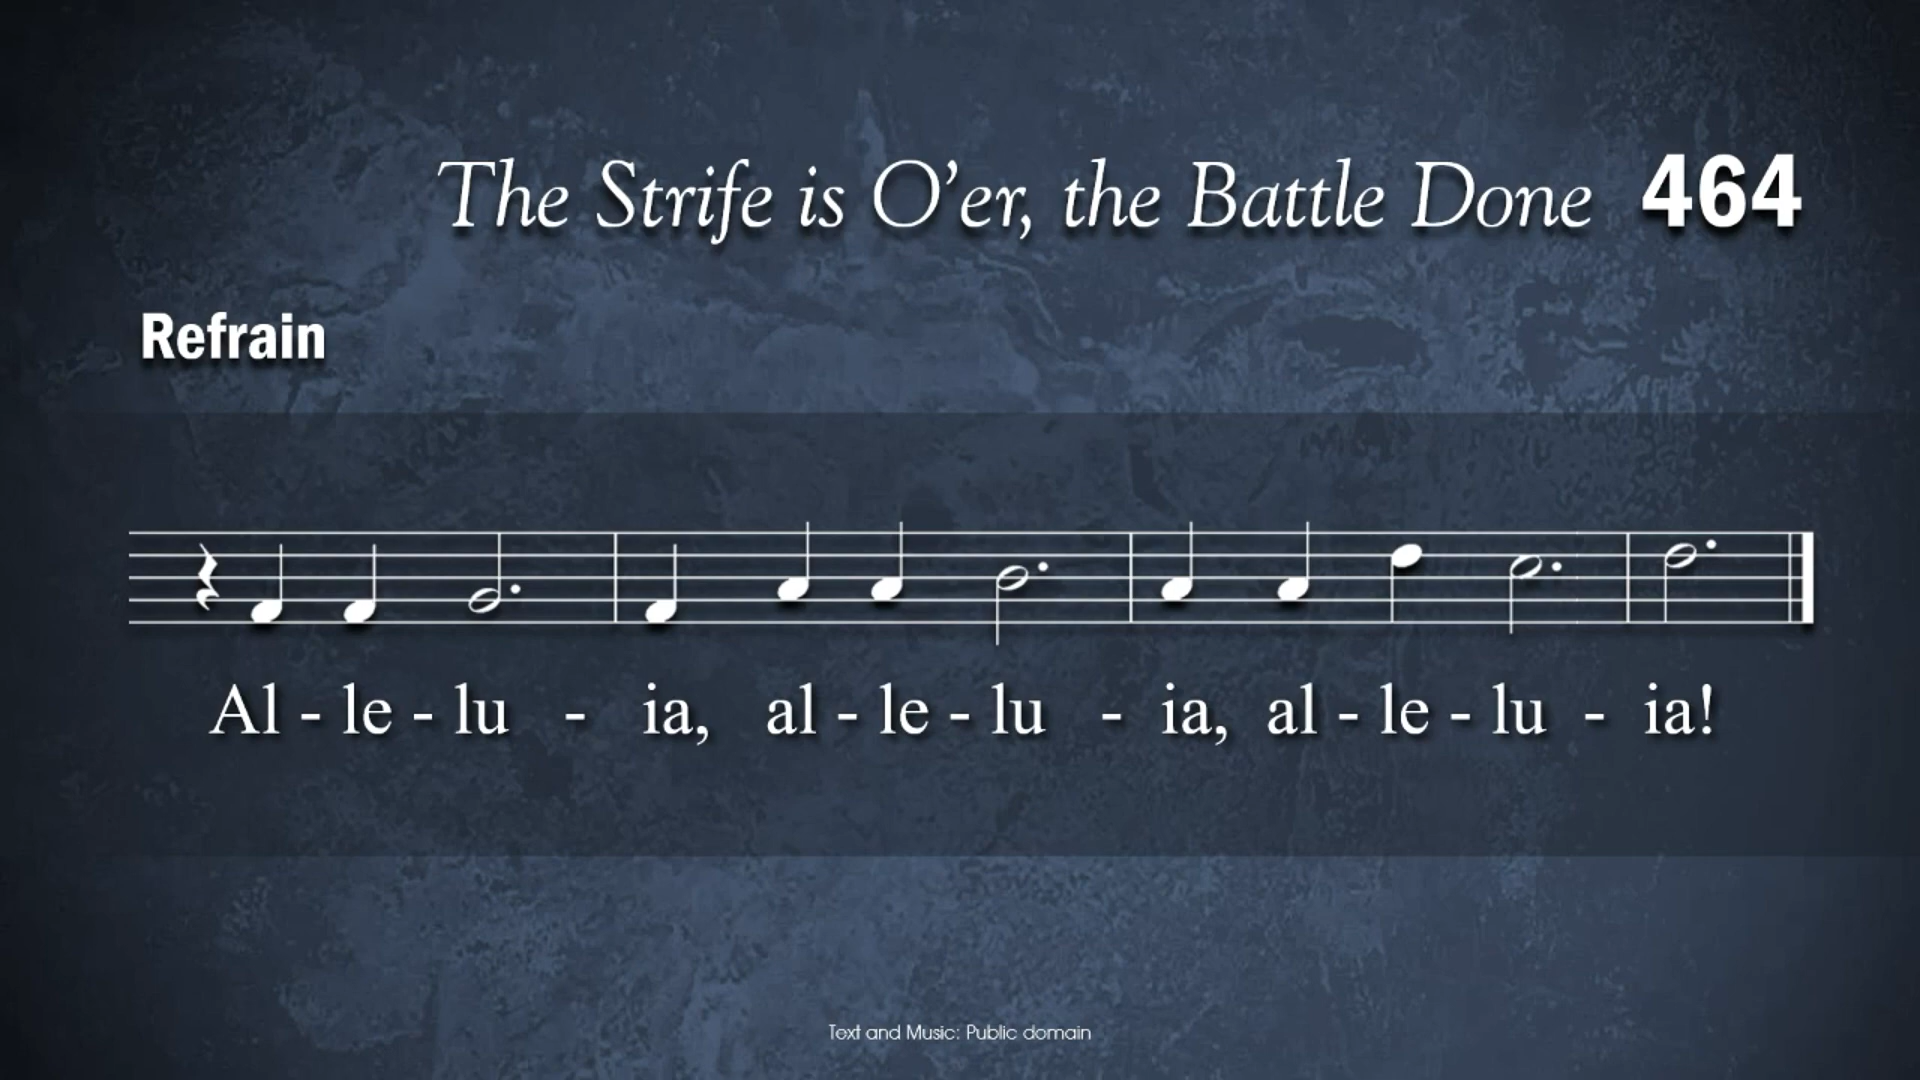 The Strife is O’er, the Battle Done 464
Refrain
Al - le - lu - ia, al - le - lu - ia, al - le - lu - ia!
Text and Music: Public domain